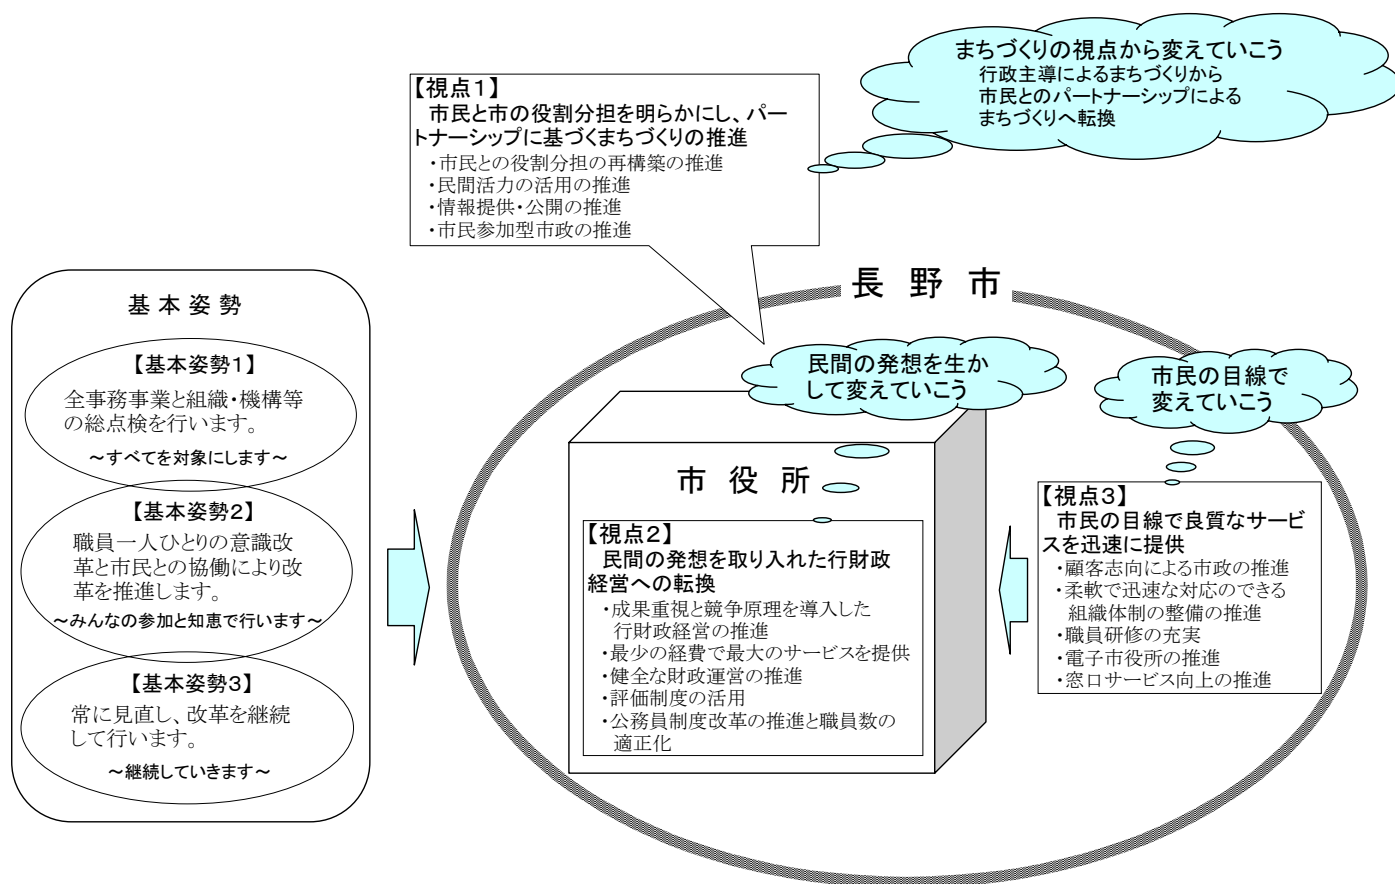 まちづくりの視点から変えていこう
行政主導によるまちづくりから
市民とのパートナーシップによる
まちづくりへ転換
【視点1】
市民と市の役割分担を明らかにし、パー
トナーシップに基づくまちづくりの推進
・市民との役割分担の再構築の推進
・民間活力の活用の推進
・情報提供・公開の推進
・市民参加型市政の推進
基本姿勢
【基本姿勢1】
全事務事業と組織・機構等
の総点検を行います。
～すべてを対象にします～
【基本姿勢2】
職員一人ひとりの意識改
革と市民との協働により改
革を推進します。
～みんなの参加と知恵で行います～
【基本姿勢3】
常に見直し、改革を継続
して行います。
～継続していきます～
長野市
民間の発想を生か
して変えていこう
市民の目線で
変えていこう
市役所
【視点2】
民間の発想を取り入れた行財政
経営への転換
・成果重視と競争原理を導入した
行財政経営の推進
・最少の経費で最大のサービスを提供
・健全な財政運営の推進
・評価制度の活用
・公務員制度改革の推進と職員数の
適正化
【視点3】
市民の目線で良質なサービ
スを迅速に提供
・顧客志向による市政の推進
・柔軟で迅速な対応のできる
組織体制の整備の推進
・職員研修の充実
・電子市役所の推進
・窓口サービス向上の推進